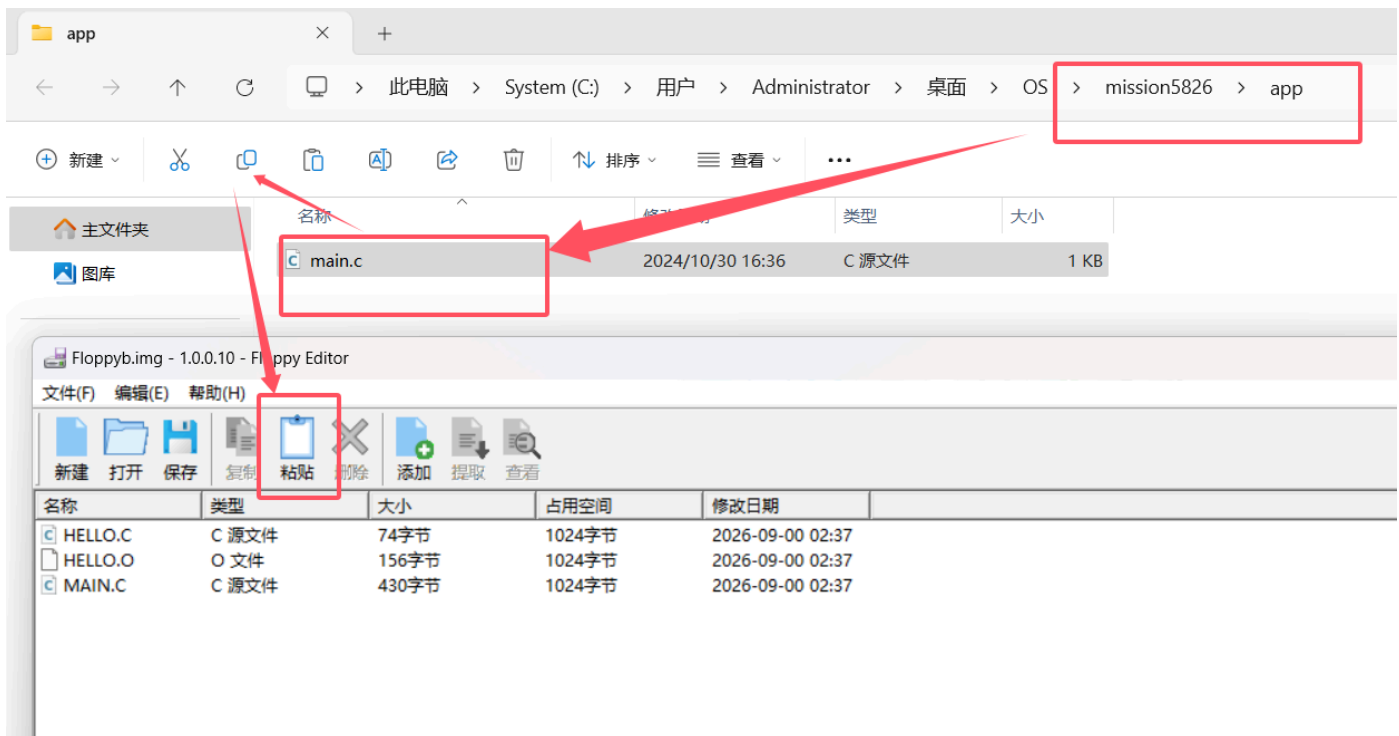 app
此电脑 > System (C:) > 用户 > Administrator > 桌面 > OS > mission5826 > app
新建 排序 查看 ...
名称 类型 大小
主文件夹
main.c 2024/10/30 16:36 C 源文件 1 KB
图库
Floppyb.img - 1.0.0.10 - Floppy Editor
文件(F) 编辑(E) 帮助(H)
新建 打开 保存 复制 粘贴 删除 添加 提取 查看
名称 类型 大小 占用空间 修改日期
HELLO.C C 源文件 74字节 1024字节 2026-09-00 02:37
HELLO.O O 文件 156字节 1024字节 2026-09-00 02:37
MAIN.C C 源文件 430字节 1024字节 2026-09-00 02:37